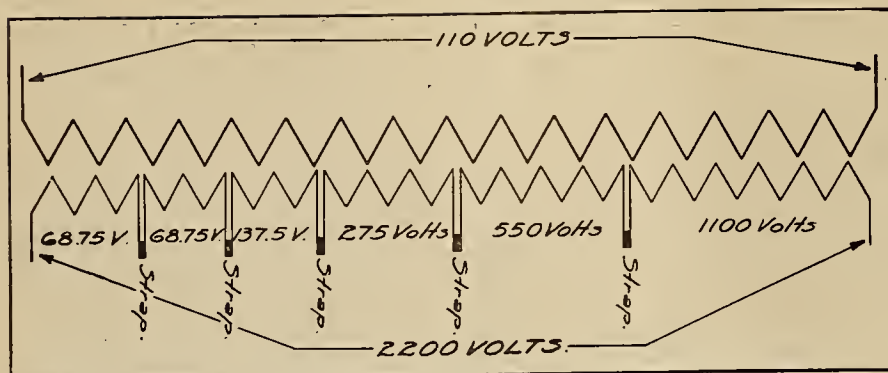 110 VOLTS
68.75 V. 68.75 V. 137.5 V. 275 Volts 550 Volts 1100 Volts
Strap. Strap. Strap. Strap. Strap.
2200 VOLTS.